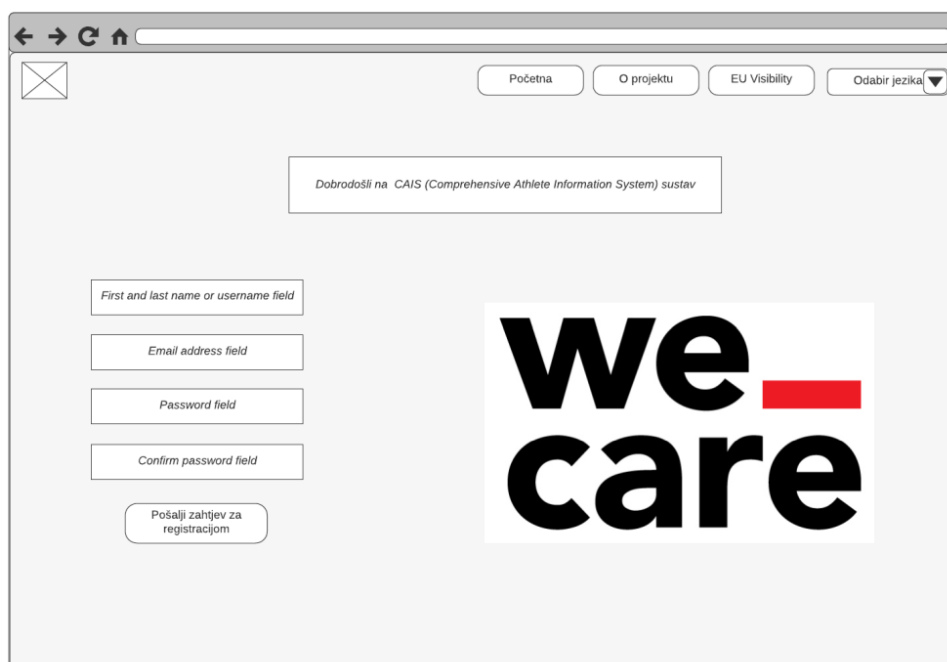 Početna
O projektu
EU Visibility
Odabir jezika
Dobrodošli na  CAIS (Comprehensive Athlete Information System) sustav
First and last name or username field
Email address field
Password field
Confirm password field
Pošalji zahtjev za
registracijom
we_
care